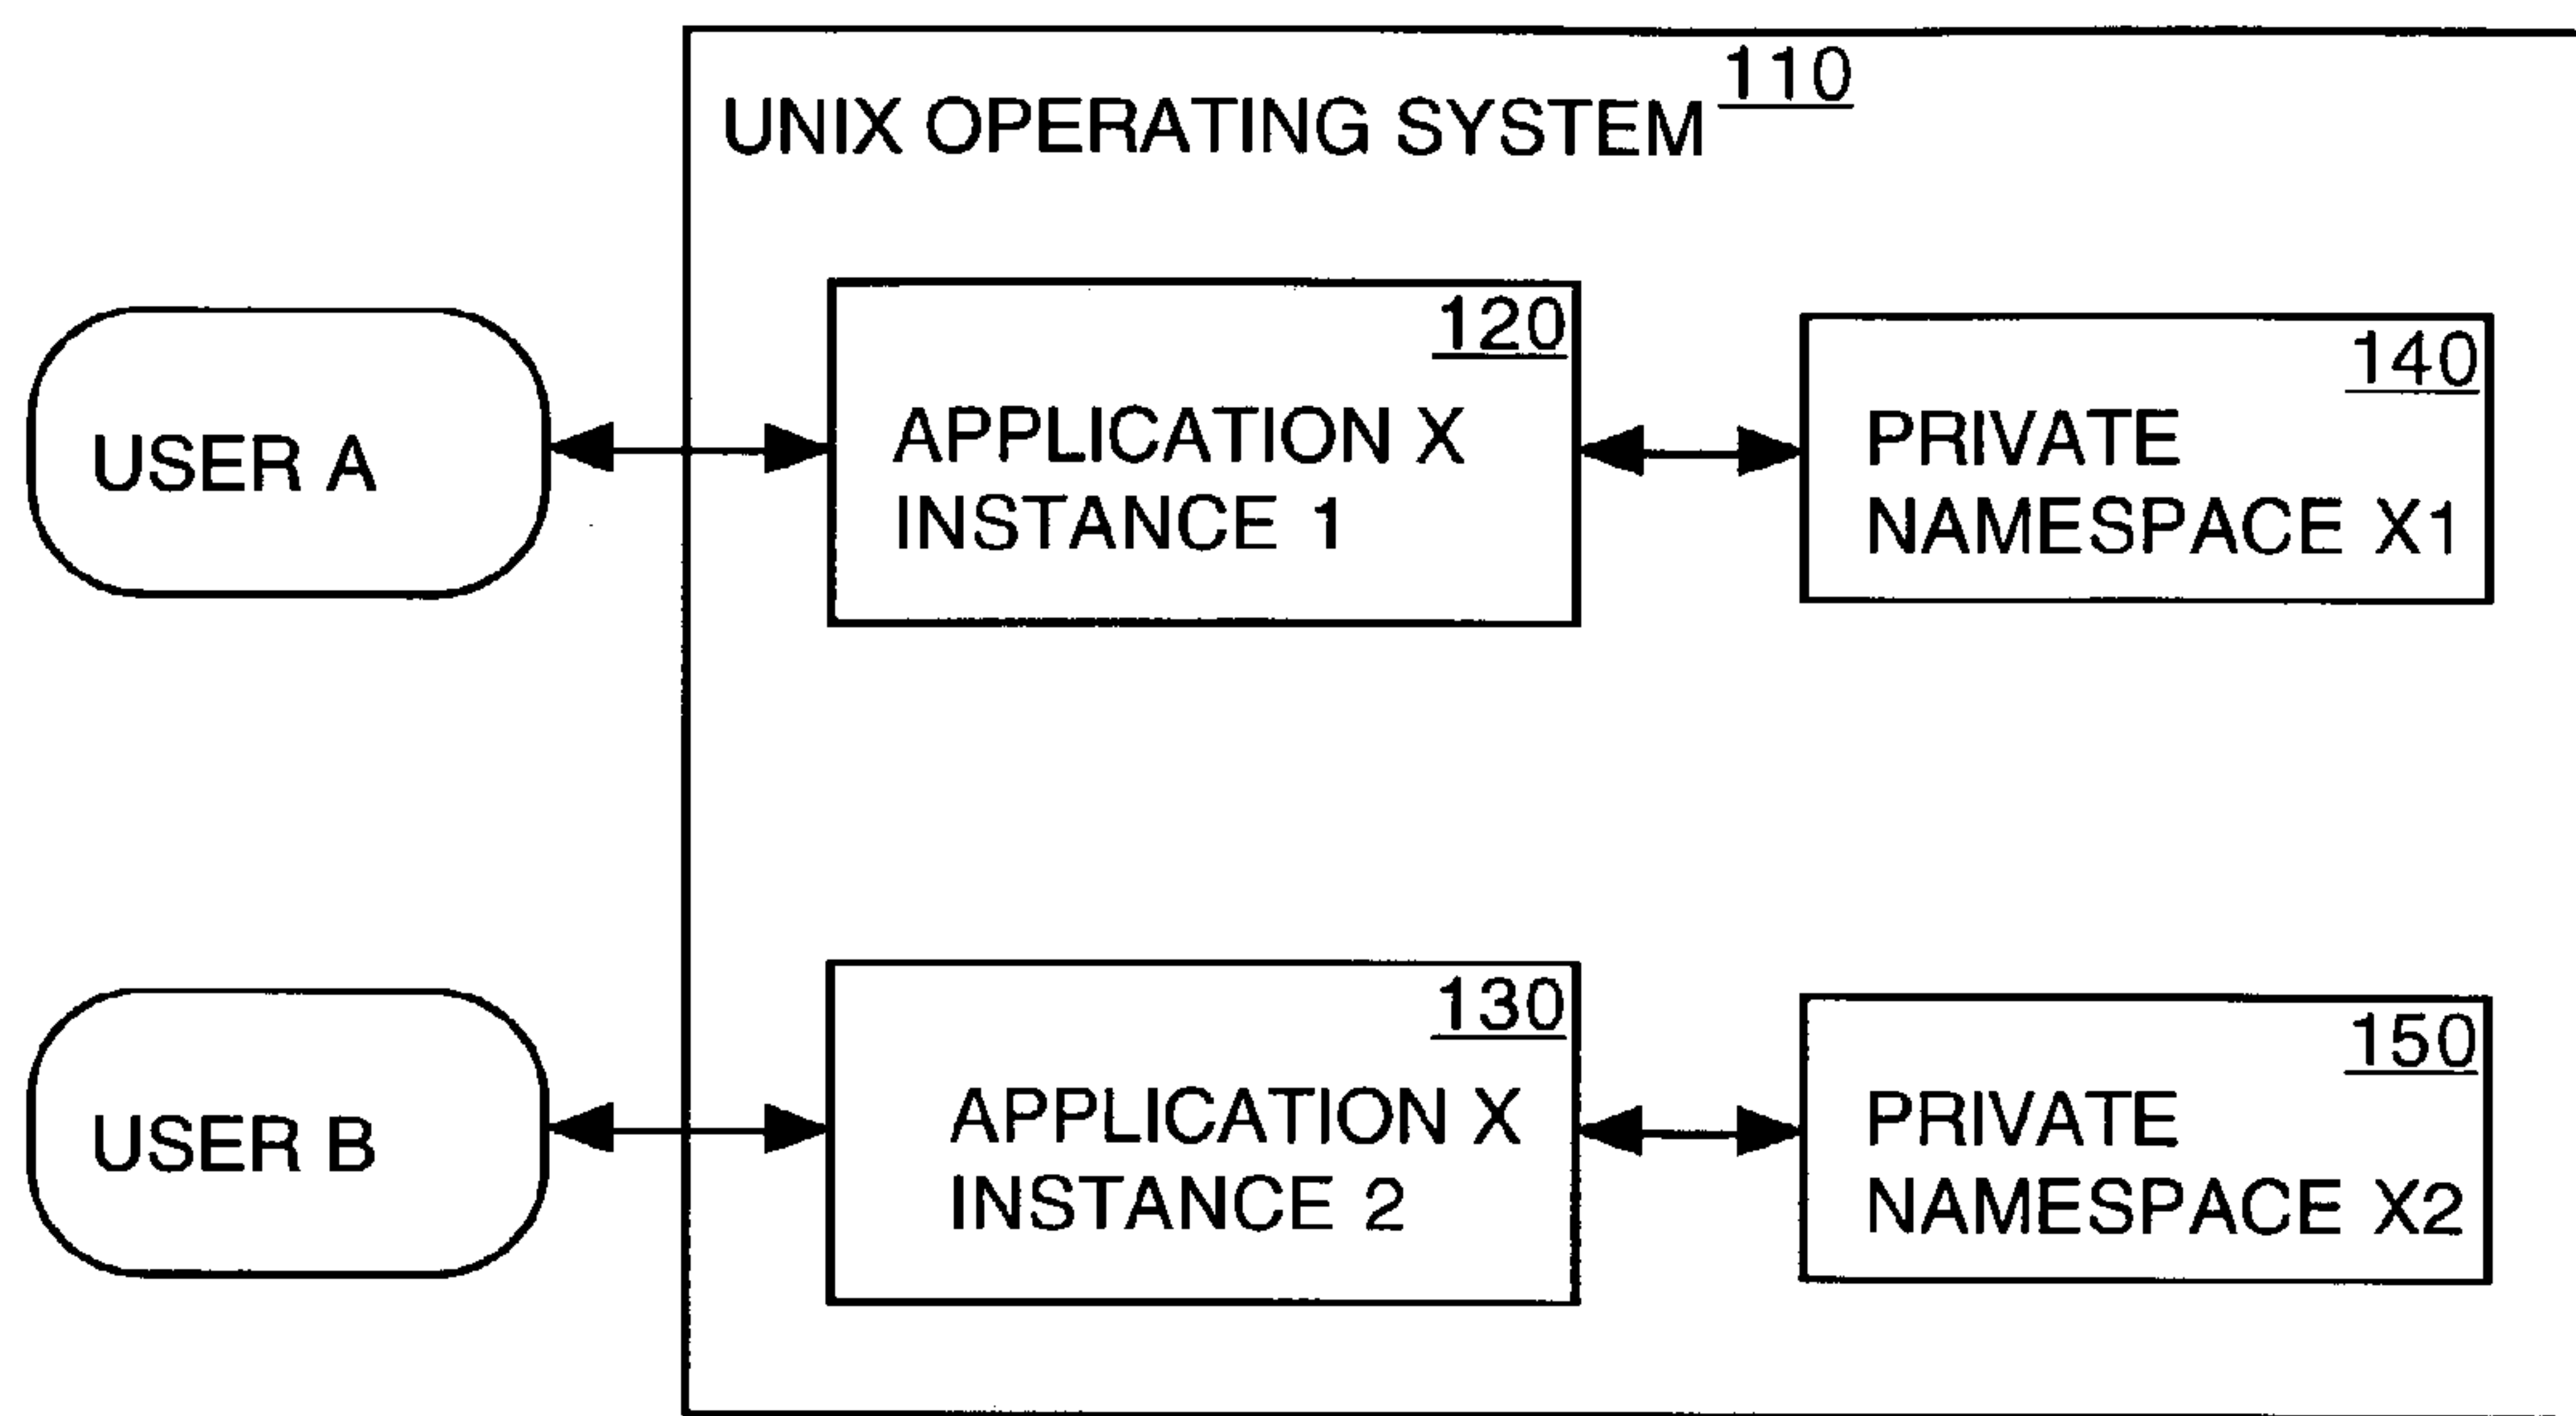 UNIX OPERATING SYSTEM 110
120
140
USER A
APPLICATION X
INSTANCE 1
PRIVATE
NAMESPACE X1
130
150
USER B
APPLICATION X
INSTANCE 2
PRIVATE
NAMESPACE X2